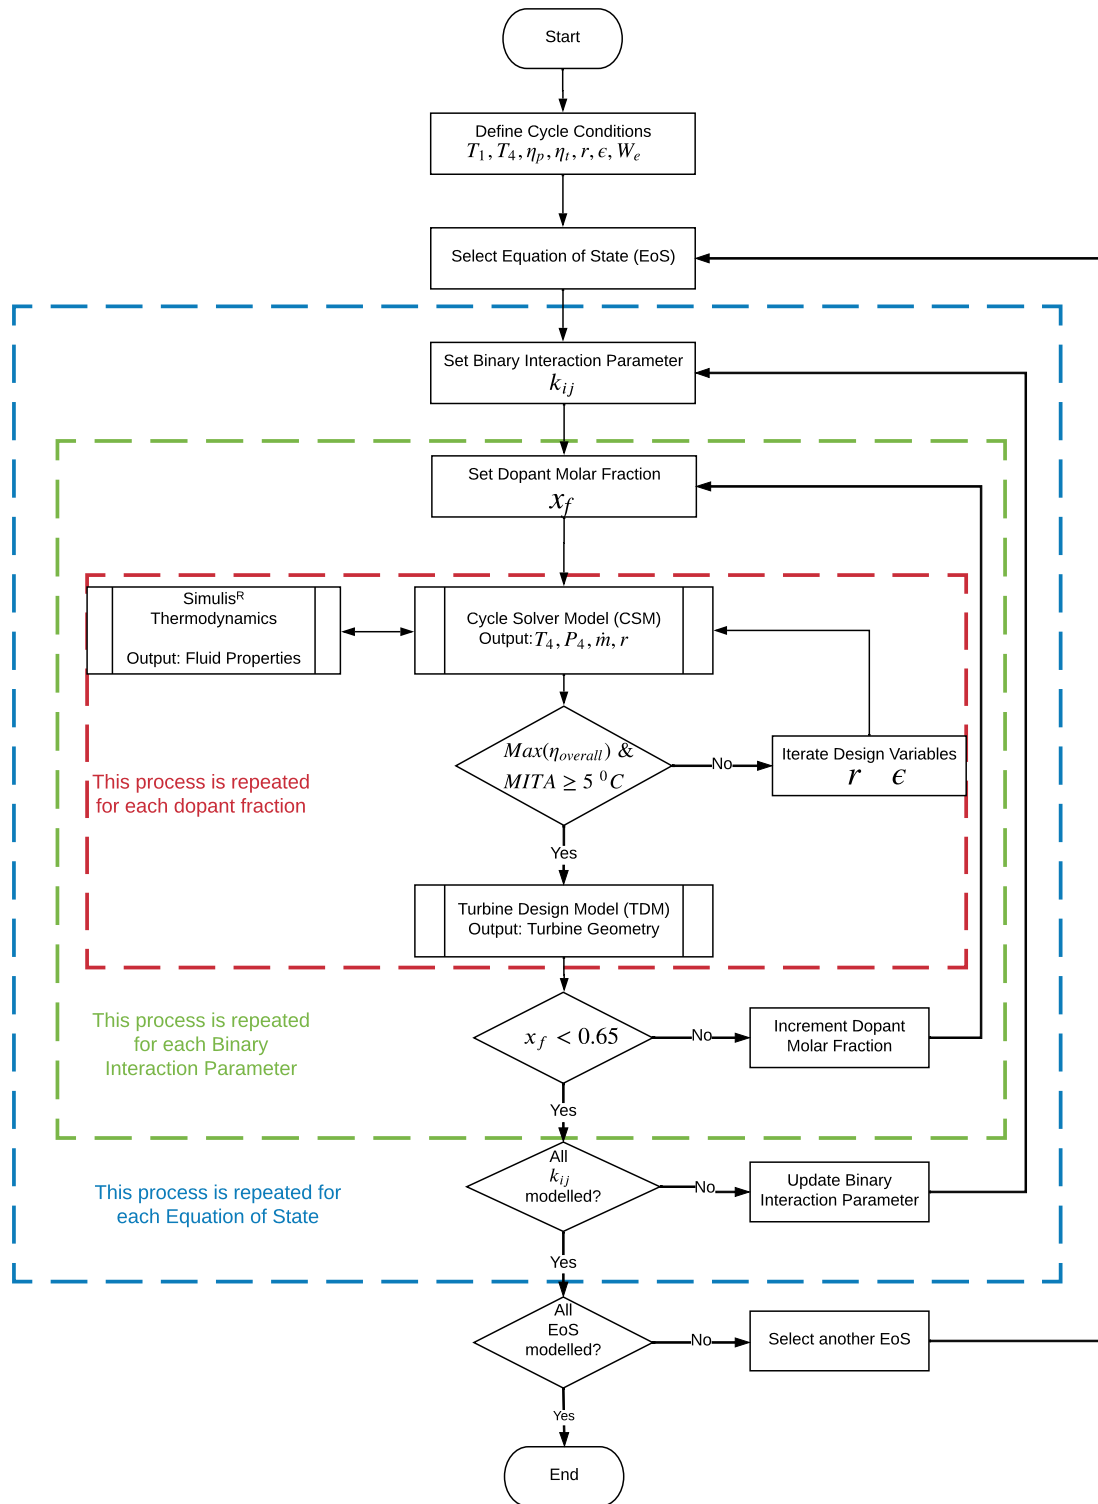 Start
Define Cycle Conditions
T₁, T₄, ηₚ, ηₜ, r, ϵ, Wₑ
Select Equation of State (EoS)
Set Binary Interaction Parameter
kᵢⱼ
Set Dopant Molar Fraction
x_f
Simulisᴿ
Thermodynamics
Output: Fluid Properties
Cycle Solver Model (CSM)
Output: T₄, P₄, ṁ, r
Max(η_overall) &
MITA ≥ 5 ⁰C
No
Iterate Design Variables
r ϵ
This process is repeated
for each dopant fraction
Yes
Turbine Design Model (TDM)
Output: Turbine Geometry
This process is repeated
for each Binary
Interaction Parameter
x_f < 0.65
No
Increment Dopant
Molar Fraction
Yes
All
kᵢⱼ
modelled?
No
Update Binary
Interaction Parameter
This process is repeated for
each Equation of State
Yes
All
EoS
modelled?
No
Select another EoS
Yes
End